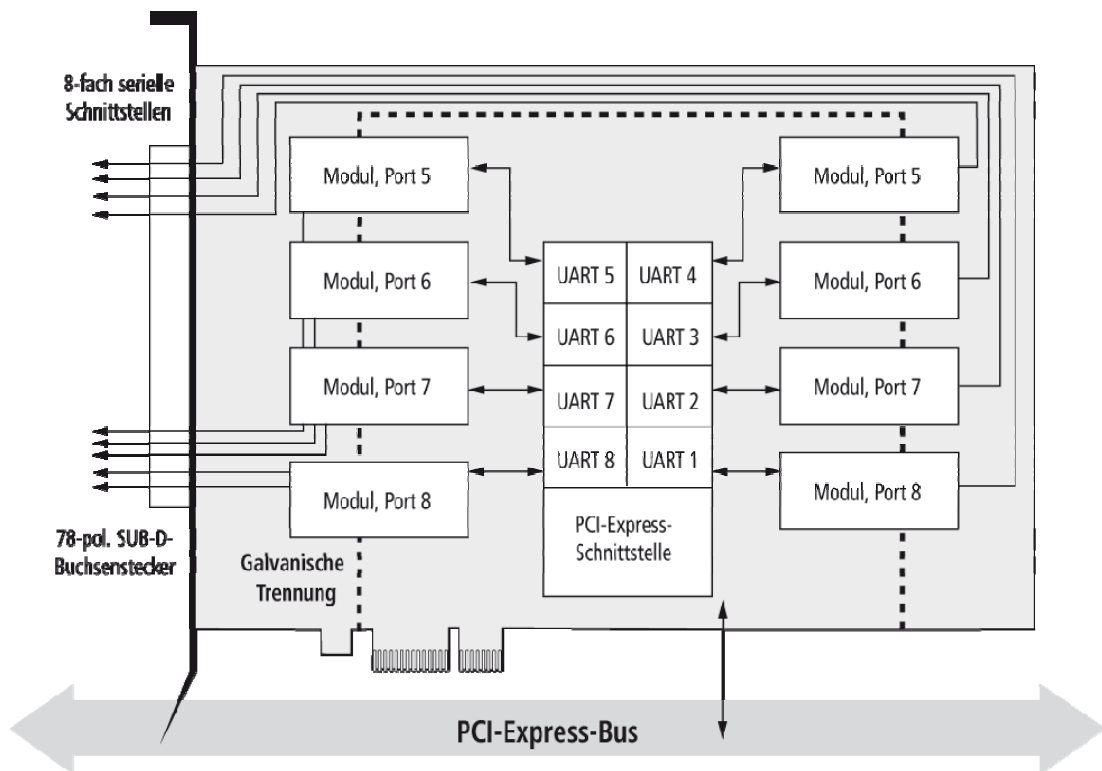 8-fach serielle
Schnittstellen
Modul, Port 5
Modul, Port 5
Modul, Port 6
Modul, Port 6
UART 5
UART 4
UART 6
UART 3
Modul, Port 7
Modul, Port 7
UART 7
UART 2
UART 8
UART 1
Modul, Port 8
Modul, Port 8
PCI-Express-
Schnittstelle
78-pol. SUB-D-
Buchsenstecker
Galvanische
Trennung
PCI-Express-Bus